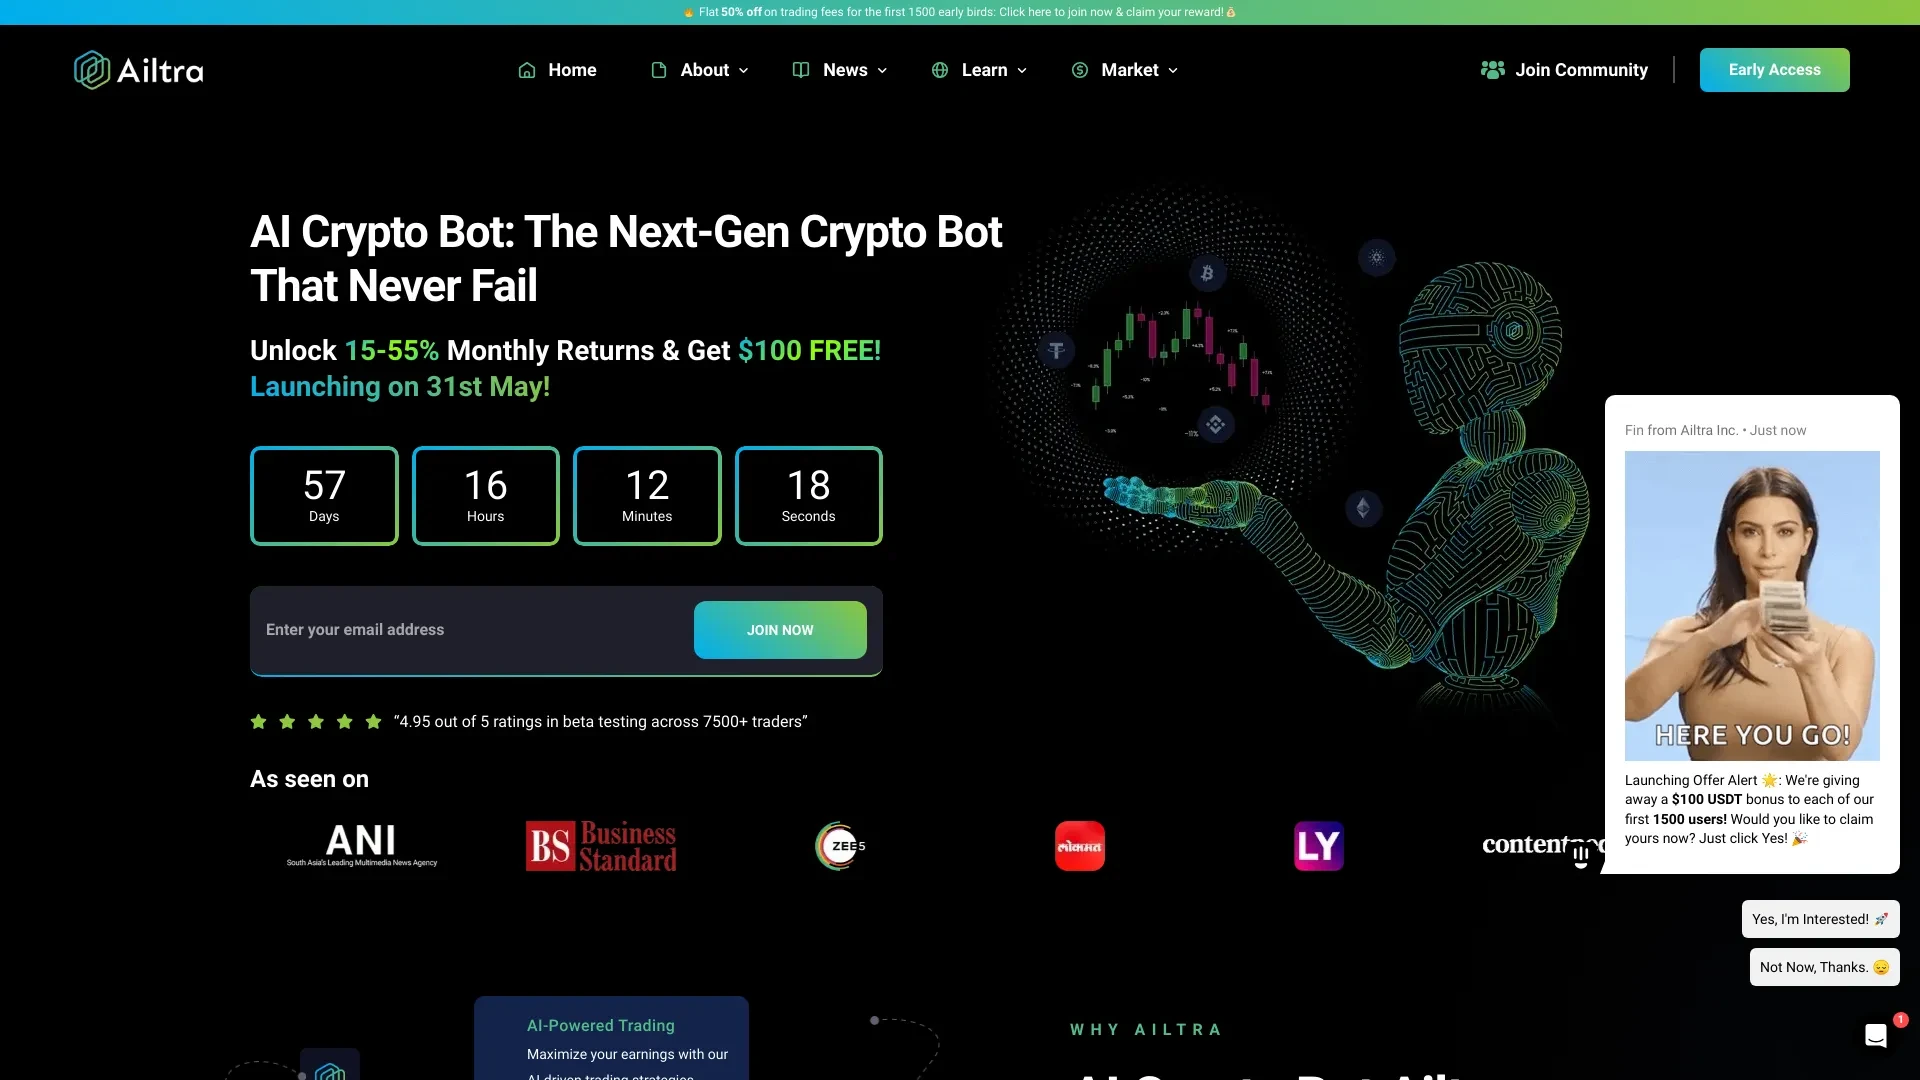 🔥 Flat 50% off on trading fees for the first 1500 early birds: Click here to join now & claim your reward!💰
Ailtra
Home
About
News
Learn
Market
Join Community
Early Access
AI Crypto Bot: The Next-Gen Crypto Bot
That Never Fail
Unlock 15-55% Monthly Returns & Get $100 FREE!
Launching on 31st May!
57
Days
16
Hours
12
Minutes
18
Seconds
Enter your email address
JOIN NOW
“4.95 out of 5 ratings in beta testing across 7500+ traders”
As seen on
ANI
South Asia's Leading Multimedia News Agency
BS Business
Standard
ZEE5
लोकमत
LY
Fin from Ailtra Inc. • Just now
HERE YOU GO!
Launching Offer Alert 🌟: We're giving
away a $100 USDT bonus to each of our
first 1500 users! Would you like to claim
yours now? Just click Yes! 🎉
Yes, I'm Interested! 🚀
Not Now, Thanks. 😔
1
AI-Powered Trading
Maximize your earnings with our
AI-driven trading strategies
WHY AILTRA